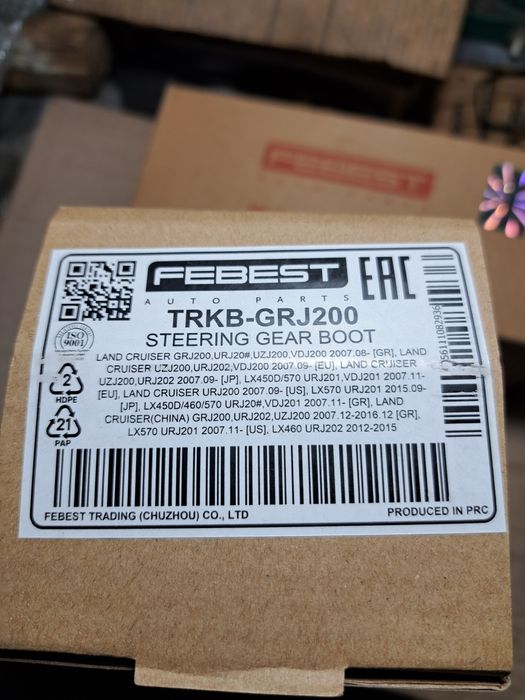 FEBEST
FEBEST
EAC
AUTO PARTS
TRKB-GRJ200
STEERING GEAR BOOT
ISO
9001
LAND CRUISER GRJ200,URJ20#,UZJ200,VDJ200 2007.08- [GR], LAND
CRUISER UZJ200,URJ202,VDJ200 2007.09- [EU], LAND CRUISER
UZJ200,URJ202 2007.09- [JP], LX450D/570 URJ201,VDJ201 2007.11-
[EU], LAND CRUISER URJ200 2007.09- [US], LX570 URJ201 2015.09-
[JP], LX450D/460/570 URJ20#,VDJ201 2007.11- [GR], LAND
CRUISER(CHINA) GRJ200,URJ202,UZJ200 2007.12-2016.12 [GR],
LX570 URJ201 2007.11- [US], LX460 URJ202 2012-2015
2
HDPE
21
PAP
FEBEST TRADING (CHUZHOU) CO., LTD
PRODUCED IN PRC